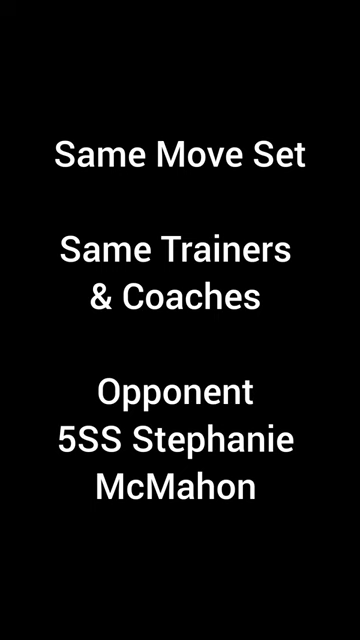 Same Move Set
Same Trainers
& Coaches
Opponent
5SS Stephanie
McMahon